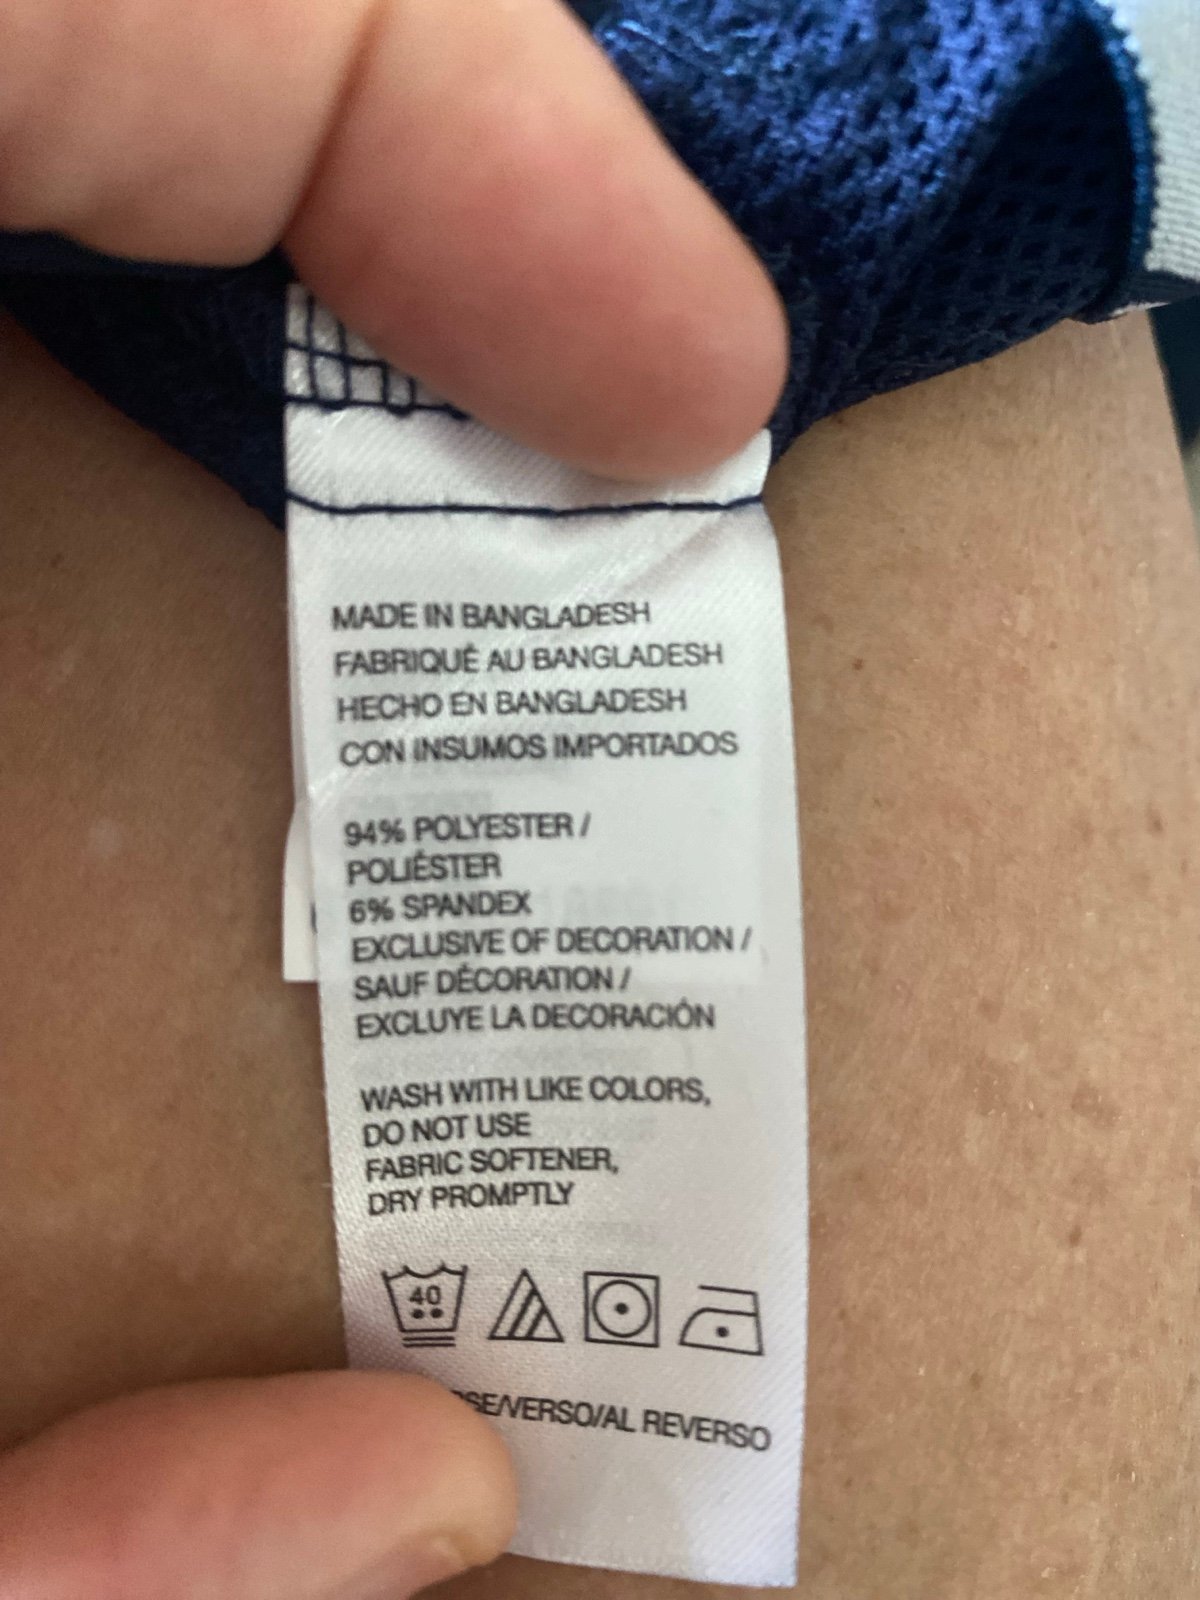 MADE IN BANGLADESH
FABRIQUÉ AU BANGLADESH
HECHO EN BANGLADESH
CON INSUMOS IMPORTADOS
94% POLYESTER /
POLIÉSTER
6% SPANDEX
EXCLUSIVE OF DECORATION /
SAUF DÉCORATION /
EXCLUYE LA DECORACIÓN
WASH WITH LIKE COLORS,
DO NOT USE
FABRIC SOFTENER,
DRY PROMPTLY
40
/VERSO/AL REVERSO